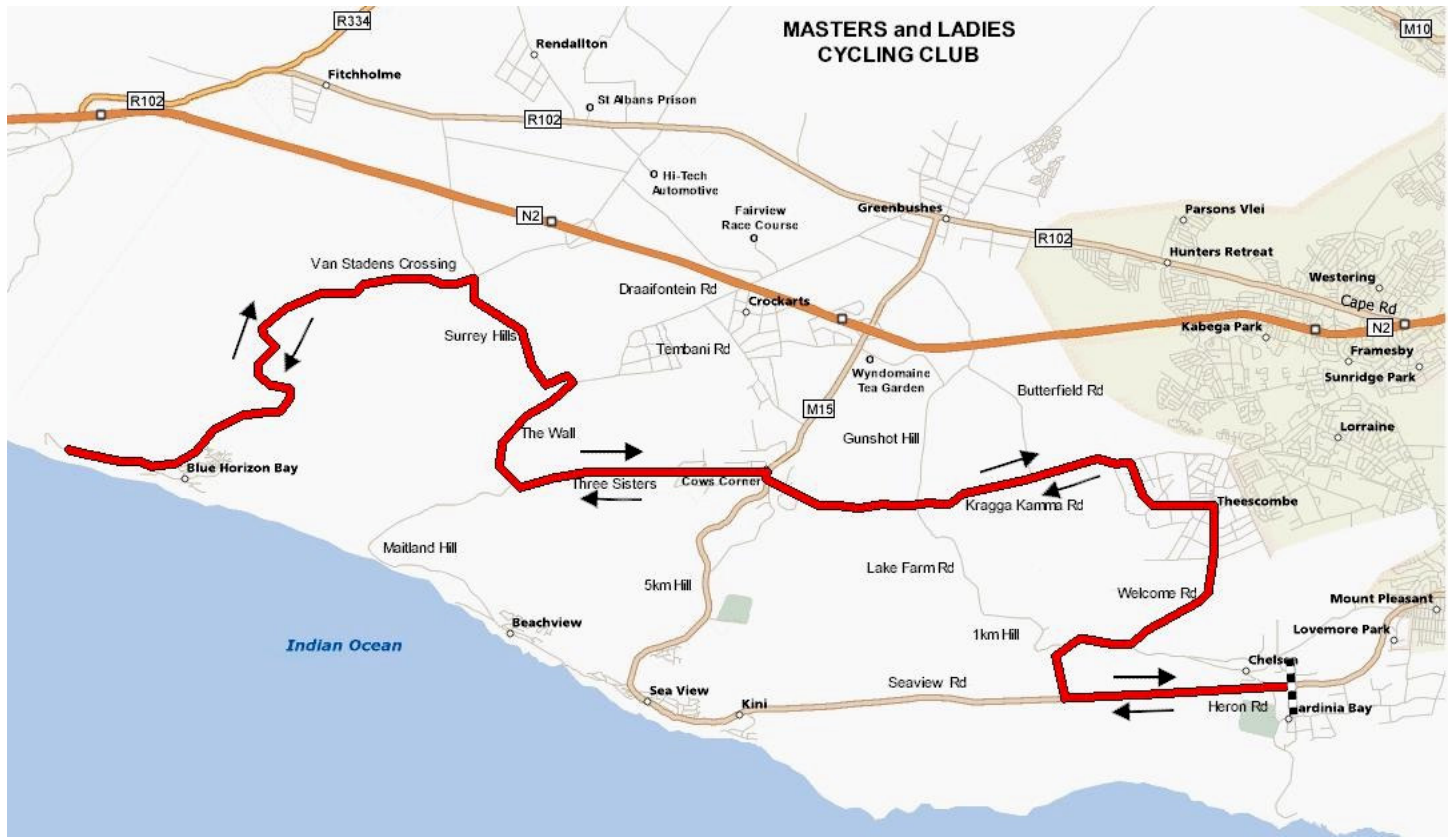 MASTERS and LADIES
CYCLING CLUB
R334
M10
Rendallton
Fitchholme
St Albans Prison
R102
R102
Hi-Tech
Automotive
Fairview
Race Course
Greenbushes
Parsons Vlei
N2
R102
Hunters Retreat
Van Stadens Crossing
Westering
Draaifontein Rd
Crockarts
Cape Rd
Kabega Park
N2
Surrey Hills
Tembani Rd
Framesby
Wyndomaine
Tea Garden
Sunridge Park
Butterfield Rd
M15
The Wall
Gunshot Hill
Lorraine
Blue Horizon Bay
Three Sisters
Cows Corner
Kragga Kamma Rd
Theescombe
Maitland Hill
Lake Farm Rd
5km Hill
Welcome Rd
Mount Pleasant
Beachview
1km Hill
Lovemore Park
Indian Ocean
Chelsea
Seaview Rd
Sea View
Kini
Heron Rd
ardinia Bay